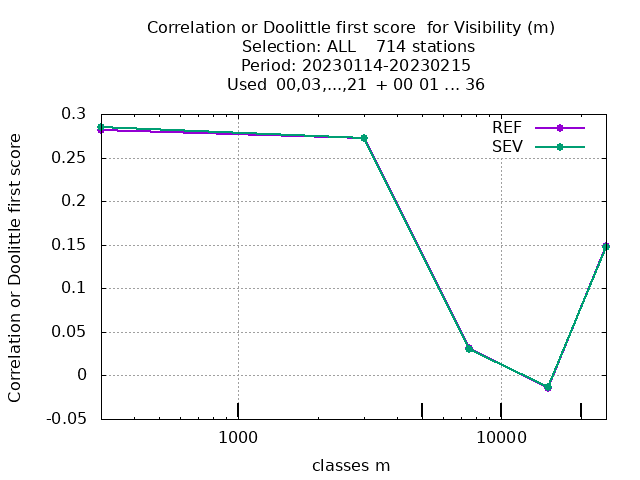 Correlation or Doolittle first score  for Visibility (m)
Selection: ALL    714 stations
Period: 20230114-20230215
Used  00,03,...,21  + 00 01 ... 36
Correlation or Doolittle first score
0.3
0.25
0.2
0.15
0.1
0.05
0
-0.05
REF
SEV
1000
10000
classes m